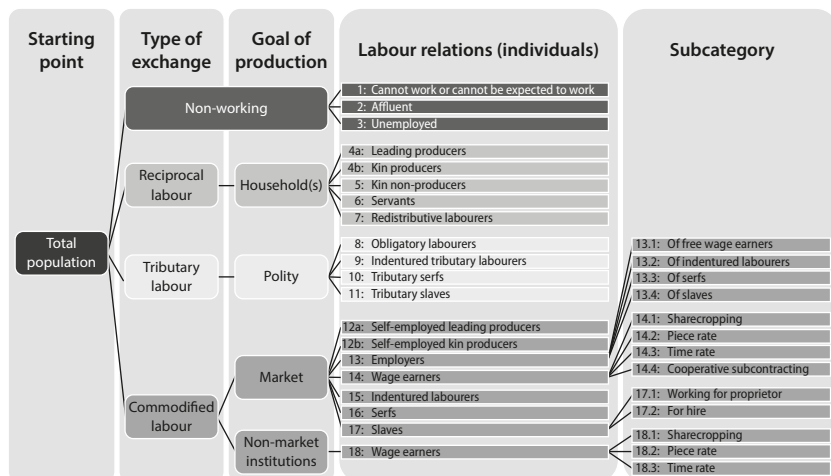 Starting
point
Type of
exchange
Goal of
production
Labour relations (individuals)
Subcategory
Total
population
Non-working
1: Cannot work or cannot be expected to work
2: Affluent
3: Unemployed
Reciprocal
labour
Household(s)
4a: Leading producers
4b: Kin producers
5: Kin non-producers
6: Servants
7: Redistributive labourers
Tributary
labour
Polity
8: Obligatory labourers
9: Indentured tributary labourers
10: Tributary serfs
11: Tributary slaves
Commodified
labour
Market
12a: Self-employed leading producers
12b: Self-employed kin producers
13: Employers
14: Wage earners
15: Indentured labourers
16: Serfs
17: Slaves
Non-market
institutions
18: Wage earners
13.1: Of free wage earners
13.2: Of indentured labourers
13.3: Of serfs
13.4: Of slaves
14.1: Sharecropping
14.2: Piece rate
14.3: Time rate
14.4: Cooperative subcontracting
17.1: Working for proprietor
17.2: For hire
18.1: Sharecropping
18.2: Piece rate
18.3: Time rate